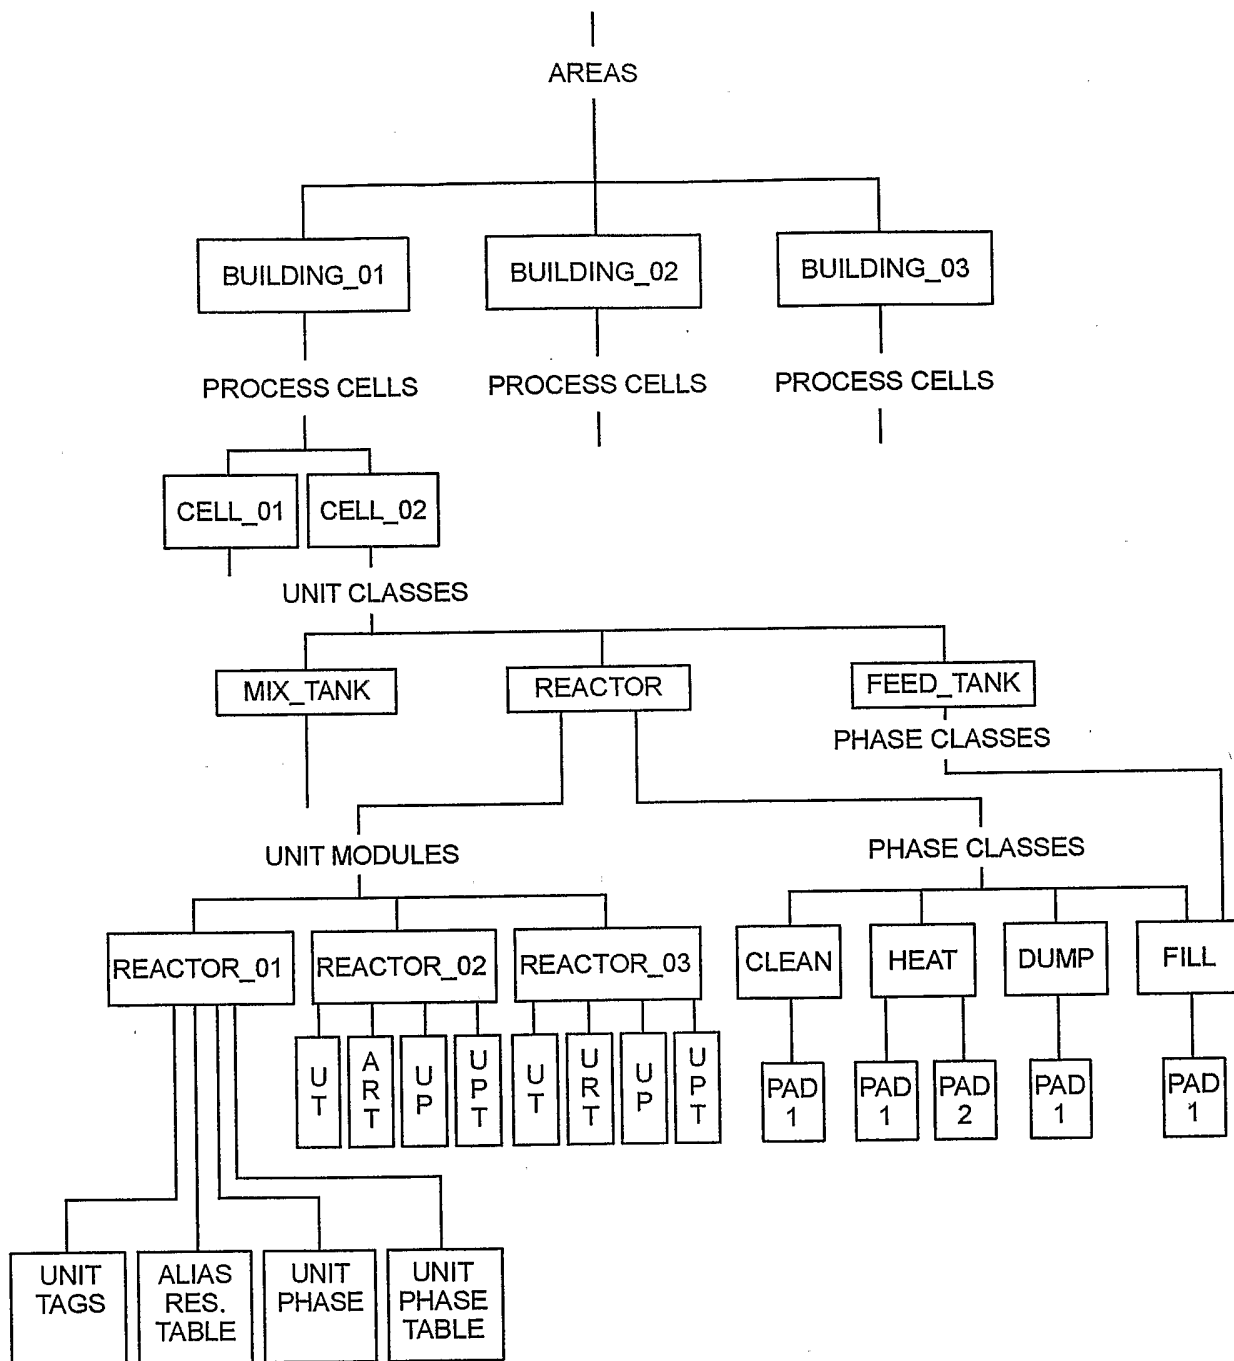 AREAS
BUILDING_01
BUILDING_02
BUILDING_03
PROCESS CELLS
PROCESS CELLS
PROCESS CELLS
CELL_01
CELL_02
UNIT CLASSES
MIX_TANK
REACTOR
FEED_TANK
PHASE CLASSES
UNIT MODULES
PHASE CLASSES
REACTOR_01
REACTOR_02
REACTOR_03
CLEAN
HEAT
DUMP
FILL
UT
ART
UP
UPT
UT
URT
UP
UPT
PAD
1
PAD
1
PAD
2
PAD
1
PAD
1
UNIT
TAGS
ALIAS
RES.
TABLE
UNIT
PHASE
UNIT
PHASE
TABLE